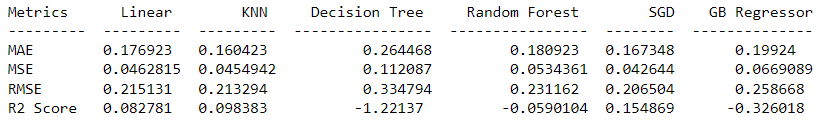 Metrics Linear KNN Decision Tree Random Forest SGD GB Regressor
--------- --------- --------- --------------- --------------- -------- --------------
MAE 0.176923 0.160423 0.264468 0.180923 0.167348 0.19924
MSE 0.0462815 0.0454942 0.112087 0.0534361 0.042644 0.0669089
RMSE 0.215131 0.213294 0.334794 0.231162 0.206504 0.258668
R2 Score 0.082781 0.098383 -1.22137 -0.0590104 0.154869 -0.326018